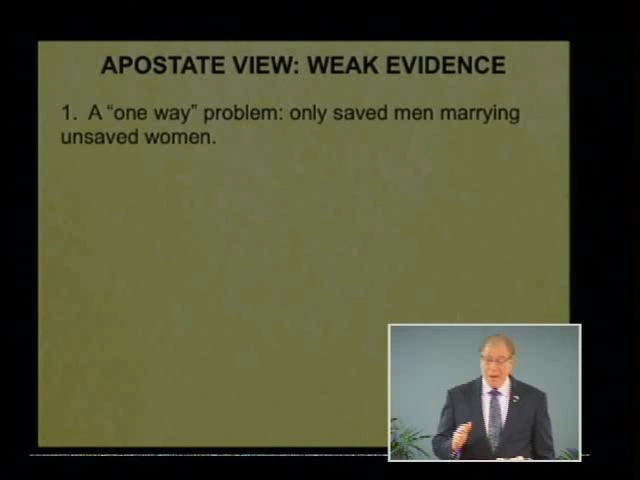 APOSTATE VIEW: WEAK EVIDENCE
1. A “one way” problem: only saved men marrying
unsaved women.